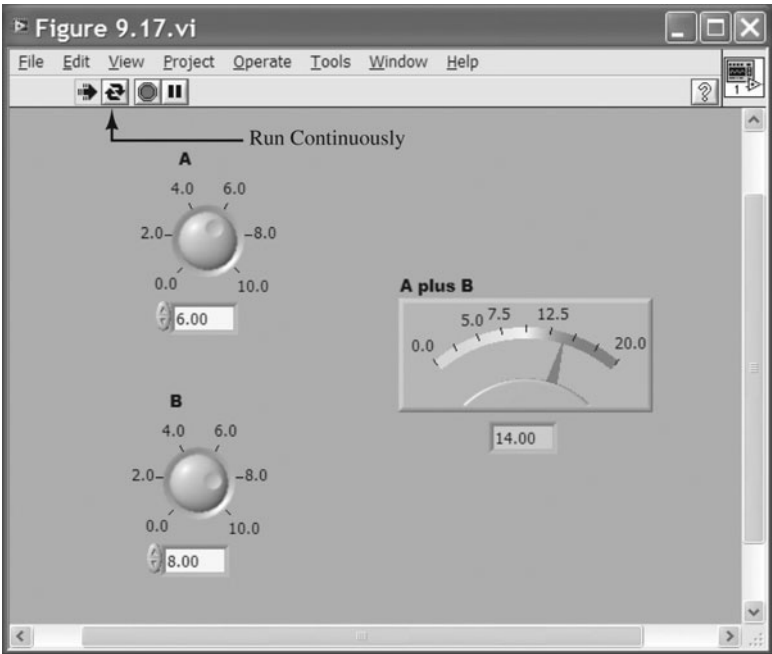 Figure 9.17.vi
File Edit View Project Operate Tools Window Help
1
Run Continuously
A
4.0 6.0
2.0 8.0
0.0 10.0
6.00
A plus B
0.0 5.0 7.5 12.5 20.0
14.00
B
4.0 6.0
2.0 8.0
0.0 10.0
8.00